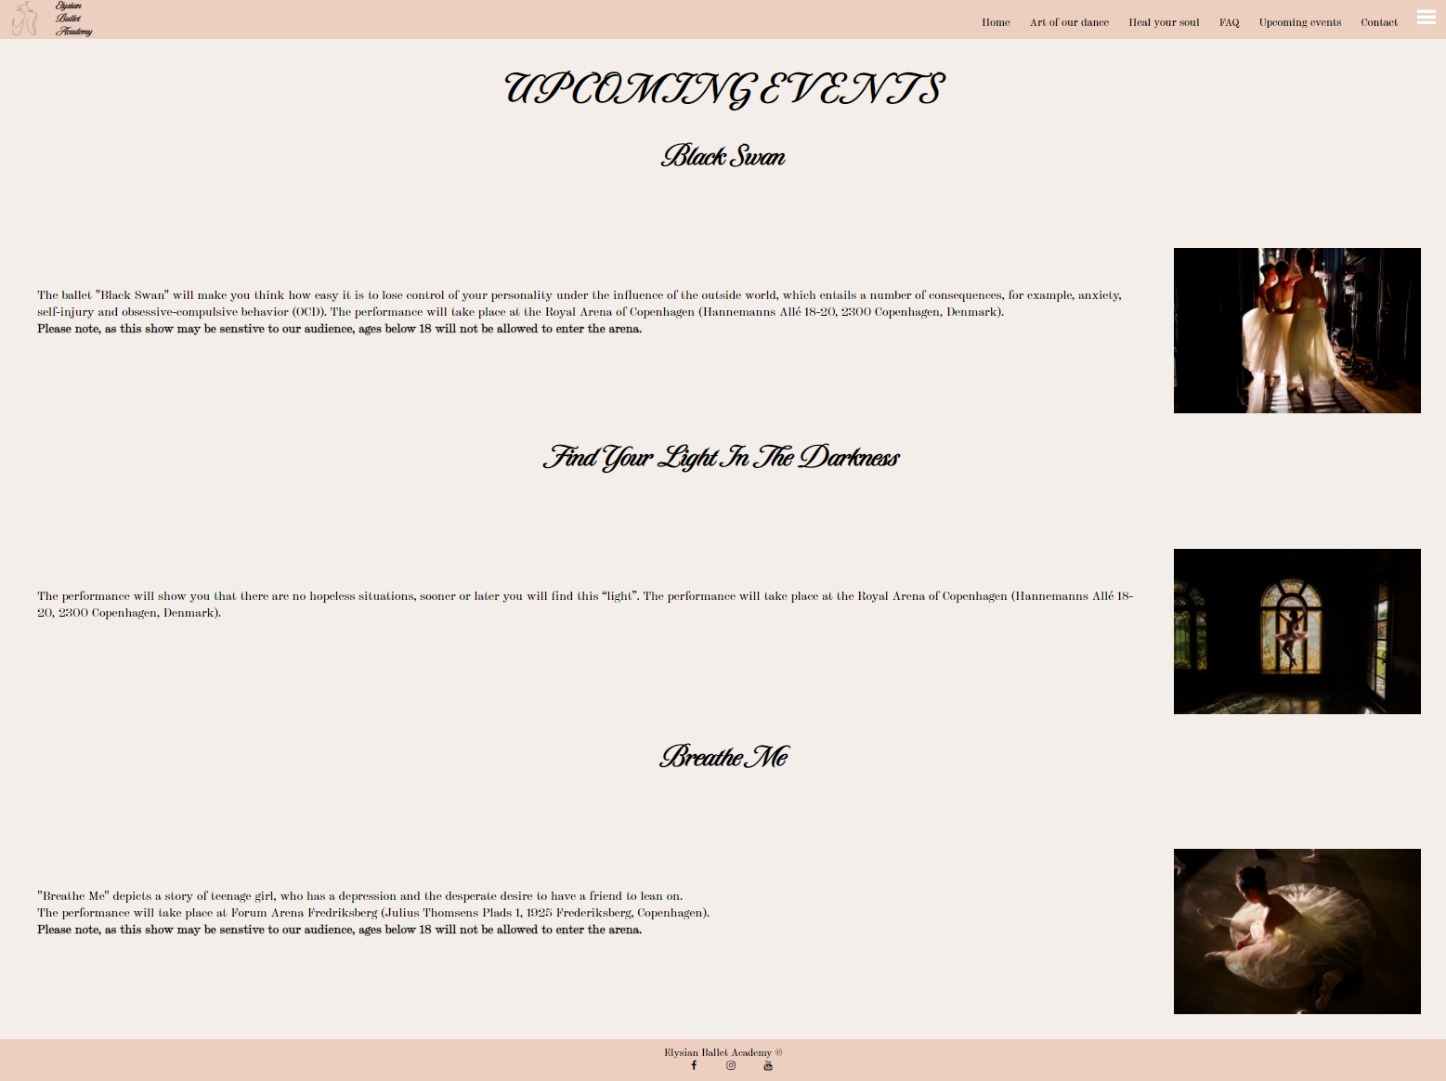 Elysian
Ballet
Academy
Home Art of our dance Heal your soul FAQ Upcoming events Contact
UPCOMING EVENTS
Black Swan
The ballet "Black Swan" will make you think how easy it is to lose control of your personality under the influence of the outside world, which entails a number of consequences, for example, anxiety,
self-injury and obsessive-compulsive behavior (OCD). The performance will take place at the Royal Arena of Copenhagen (Hannemanns Allé 18-20, 2300 Copenhagen, Denmark).
Please note, as this show may be senstive to our audience, ages below 18 will not be allowed to enter the arena.
Find Your Light In The Darkness
The performance will show you that there are no hopeless situations, sooner or later you will find this “light”. The performance will take place at the Royal Arena of Copenhagen (Hannemanns Allé 18-
20, 2300 Copenhagen, Denmark).
Breathe Me
"Breathe Me" depicts a story of teenage girl, who has a depression and the desperate desire to have a friend to lean on.
The performance will take place at Forum Arena Fredriksberg (Julius Thomsens Plads 1, 1925 Frederiksberg, Copenhagen).
Please note, as this show may be senstive to our audience, ages below 18 will not be allowed to enter the arena.
Elysian Ballet Academy ®